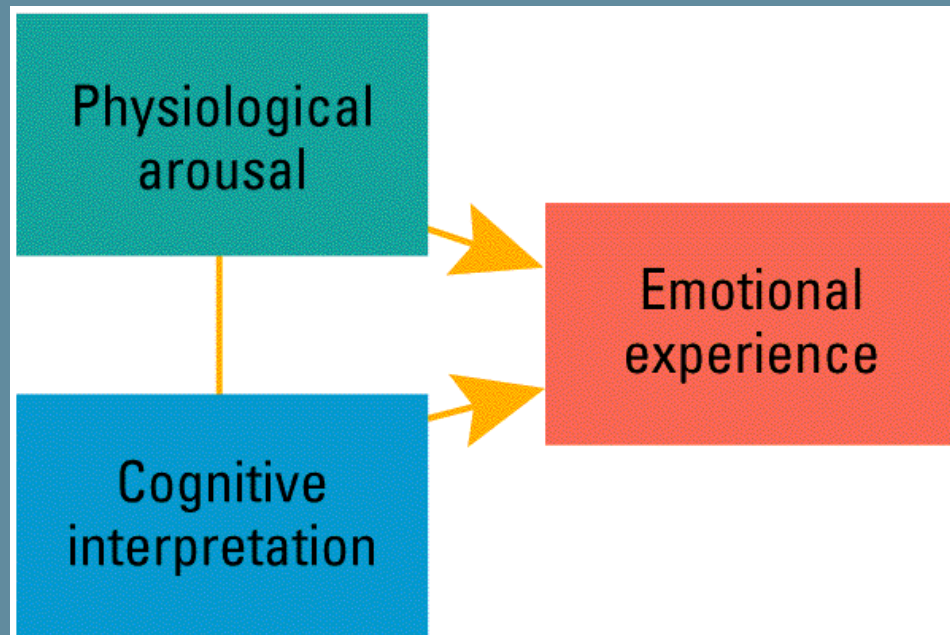 Physiological
arousal
Emotional
experience
Cognitive
interpretation